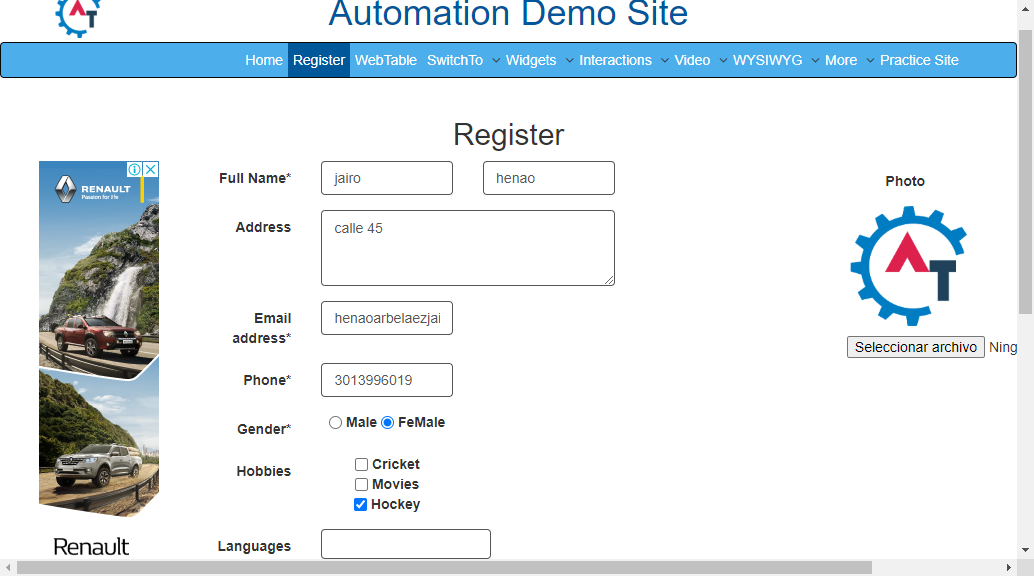 Automation Demo Site
Home Register WebTable SwitchTo Widgets Interactions Video WYSIWYG More Practice Site
Register
RENAULT
Passion for life
Full Name* jairo henao
Photo
Address calle 45
AT
Email address* henaoarbelaezjai
Seleccionar archivo Ning
Phone* 3013996019
Gender* Male FeMale
Hobbies Cricket
Movies
Hockey
Renault
Languages